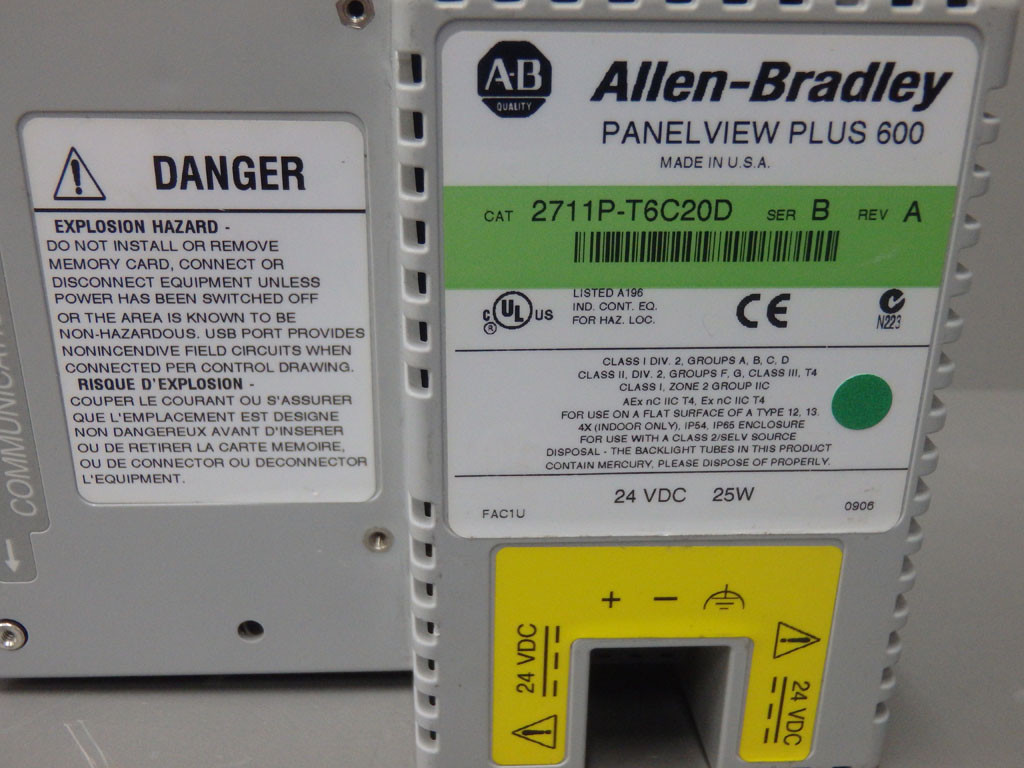 DANGER
EXPLOSION HAZARD -
DO NOT INSTALL OR REMOVE
MEMORY CARD, CONNECT OR
DISCONNECT EQUIPMENT UNLESS
POWER HAS BEEN SWITCHED OFF
OR THE AREA IS KNOWN TO BE
NON-HAZARDOUS. USB PORT PROVIDES
NONINCENDIVE FIELD CIRCUITS WHEN
CONNECTED PER CONTROL DRAWING.
RISQUE D'EXPLOSION -
COUPER LE COURANT OU S'ASSURER
QUE L'EMPLACEMENT EST DESIGNE
NON DANGEREUX AVANT D'INSERER
OU DE RETIRER LA CARTE MEMOIRE,
OU DE CONNECTOR OU DECONNECTOR
L'EQUIPMENT.
A-B
QUALITY
Allen-Bradley
PANELVIEW PLUS 600
MADE IN U.S.A.
CAT 2711P-T6C20D SER B REV A
C UL US ®
LISTED A196
IND. CONT. EQ.
FOR HAZ. LOC.
CE
N223
CLASS I DIV. 2, GROUPS A, B, C, D
CLASS II, DIV. 2, GROUPS F, G, CLASS III, T4
CLASS I, ZONE 2 GROUP IIC
AEx nC IIC T4, Ex nC IIC T4
FOR USE ON A FLAT SURFACE OF A TYPE 12, 13.
4X (INDOOR ONLY), IP54, IP65 ENCLOSURE
FOR USE WITH A CLASS 2/SELV SOURCE
DISPOSAL - THE BACKLIGHT TUBES IN THIS PRODUCT
CONTAIN MERCURY, PLEASE DISPOSE OF PROPERLY.
24 VDC 25W
FAC1U 0906
+ -
24 VDC
24 VDC